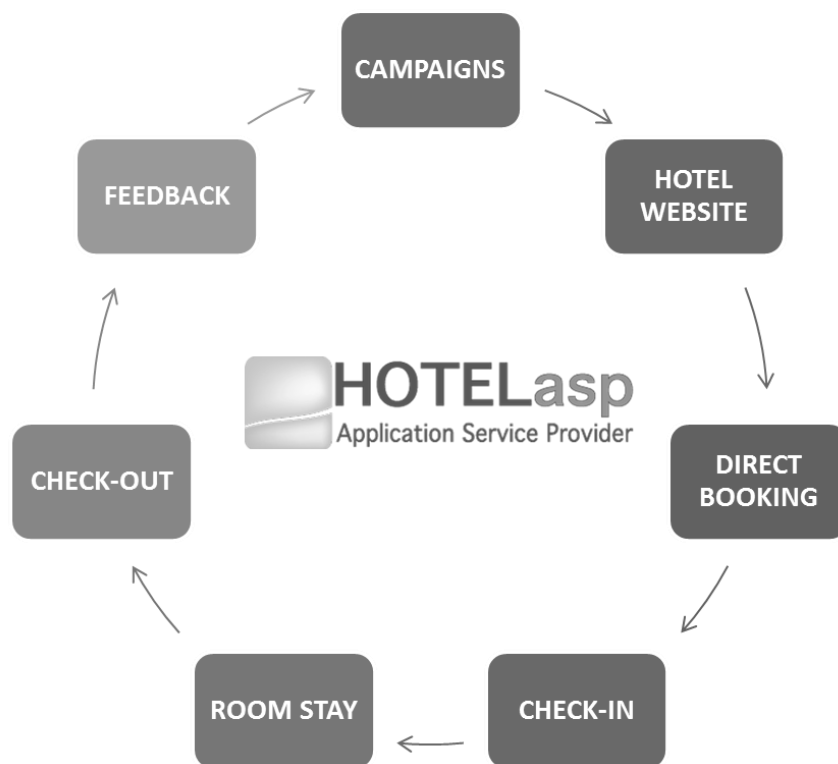 CAMPAIGNS
HOTEL
WEBSITE
DIRECT
BOOKING
CHECK-IN
ROOM STAY
CHECK-OUT
FEEDBACK
HOTELasp
Application Service Provider